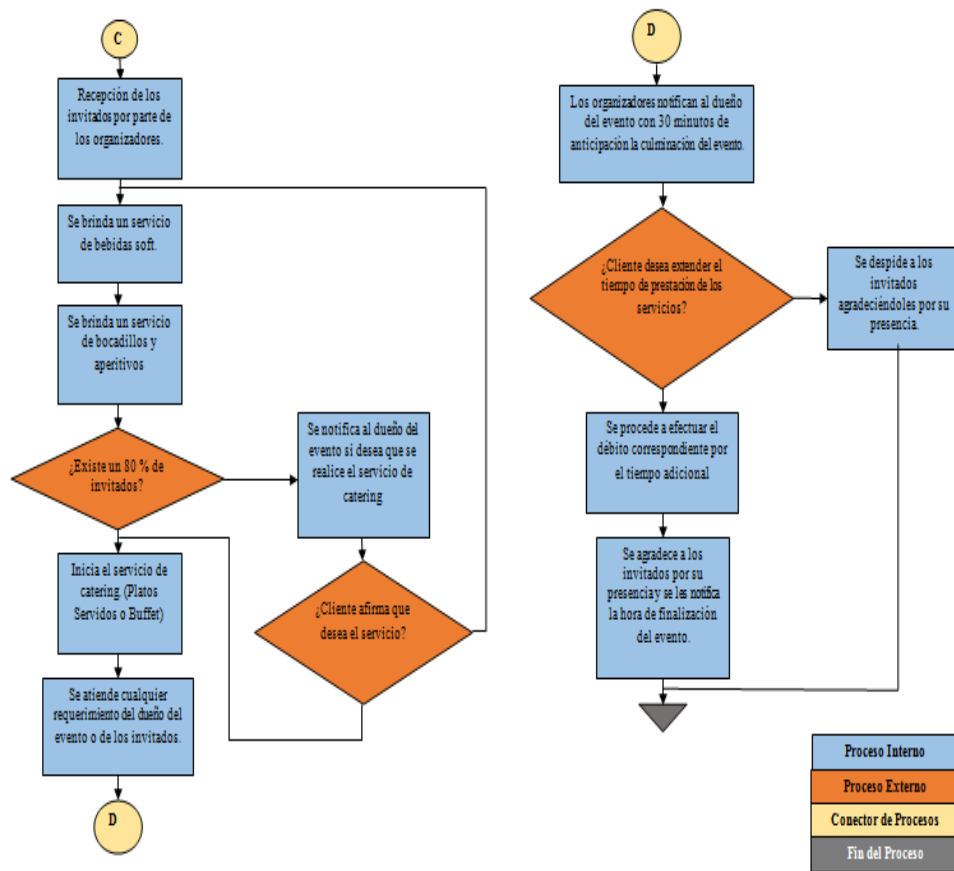 C
Recepción de los
invitados por parte de
los organizadores.
Se brinda un servicio
de bebidas soft.
Se brinda un servicio
de bocadillos y
aperitivos
¿Existe un 80 % de
invitados?
Se notifica al dueño del
evento si desea que se
realice el servicio de
catering
Inicia el servicio de
catering. (Platos
Servidos o Buffet)
¿Cliente afirma que
desea el servicio?
Se atiende cualquier
requerimiento del dueño del
evento o de los invitados.
D
D
Los organizadores notifican al dueño
del evento con 30 minutos de
anticipación la culminación del evento.
¿Cliente desea extender el
tiempo de prestación de los
servicios?
Se despide a los
invitados
agradeciéndoles por su
presencia.
Se procede a efectuar el
débito correspondiente por
el tiempo adicional
Se agradece a los
invitados por su
presencia y se les notifica
la hora de finalización
del evento.
Proceso Interno
Proceso Externo
Conector de Procesos
Fin del Proceso